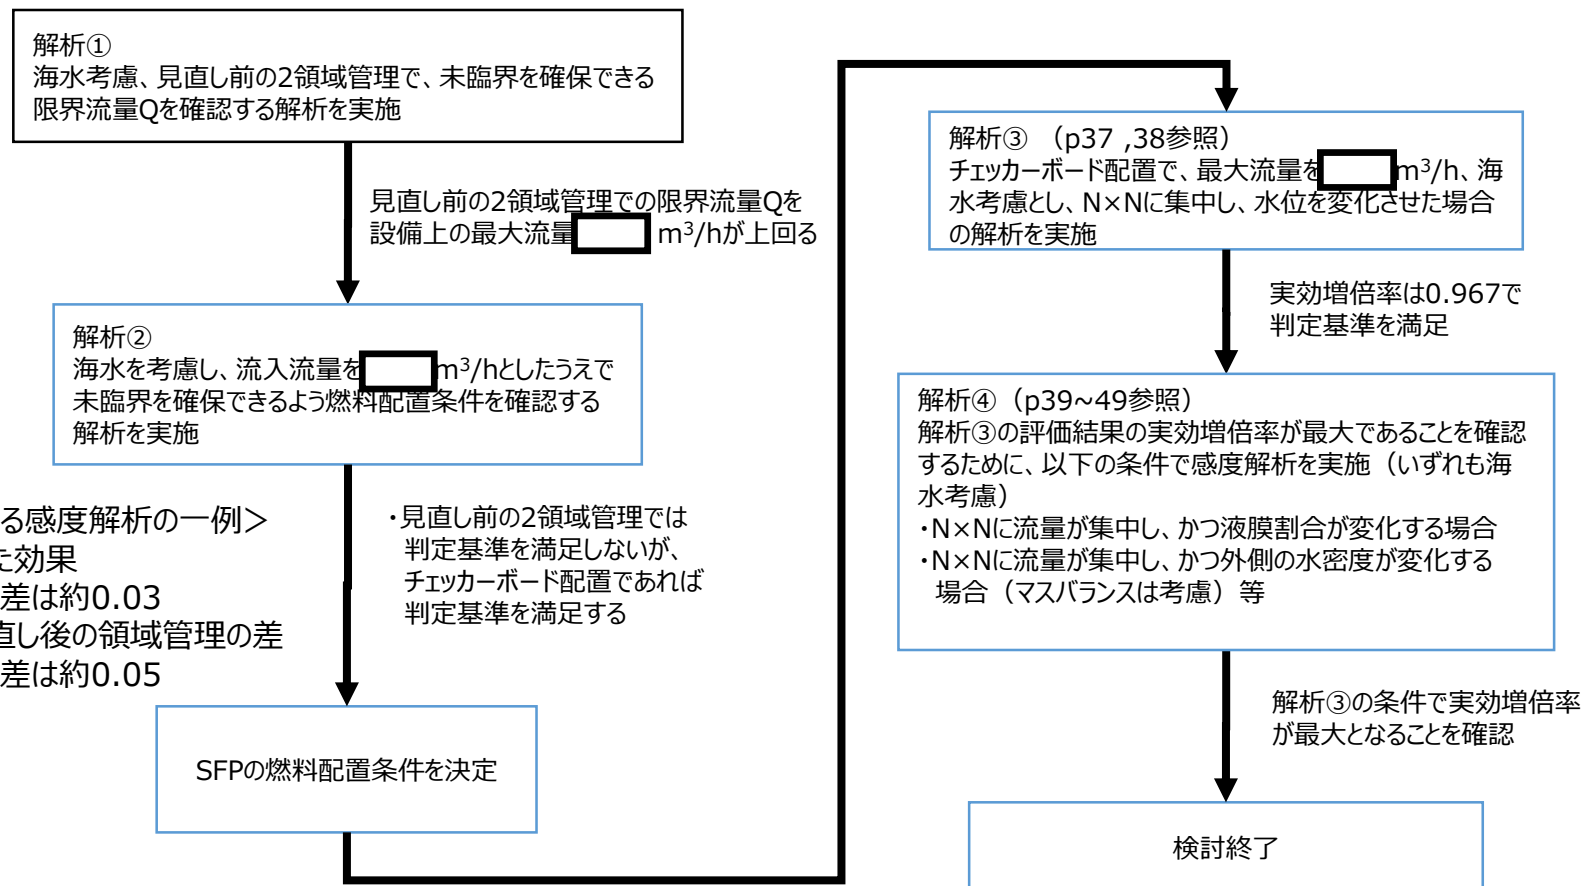 解析①
海水考慮、見直し前の2領域管理で、未臨界を確保できる
限界流量Qを確認する解析を実施
見直し前の2領域管理での限界流量Qを
設備上の最大流量 m³/hが上回る
解析②
海水を考慮し、流入流量を m³/hとしたうえで
未臨界を確保できるよう燃料配置条件を確認する
解析を実施
る感度解析の一例＞
た効果
差は約0.03
直し後の領域管理の差
差は約0.05
・見直し前の2領域管理では
判定基準を満足しないが、
チェッカーボード配置であれば
判定基準を満足する
SFPの燃料配置条件を決定
解析③ （p37 ,38参照）
チェッカーボード配置で、最大流量を m³/h、海
水考慮とし、N×Nに集中し、水位を変化させた場合
の解析を実施
実効増倍率は0.967で
判定基準を満足
解析④（p39~49参照）
解析③の評価結果の実効増倍率が最大であることを確認
するために、以下の条件で感度解析を実施（いずれも海
水考慮）
・N×Nに流量が集中し、かつ液膜割合が変化する場合
・N×Nに流量が集中し、かつ外側の水密度が変化する
場合（マスバランスは考慮）等
解析③の条件で実効増倍率
が最大となることを確認
検討終了